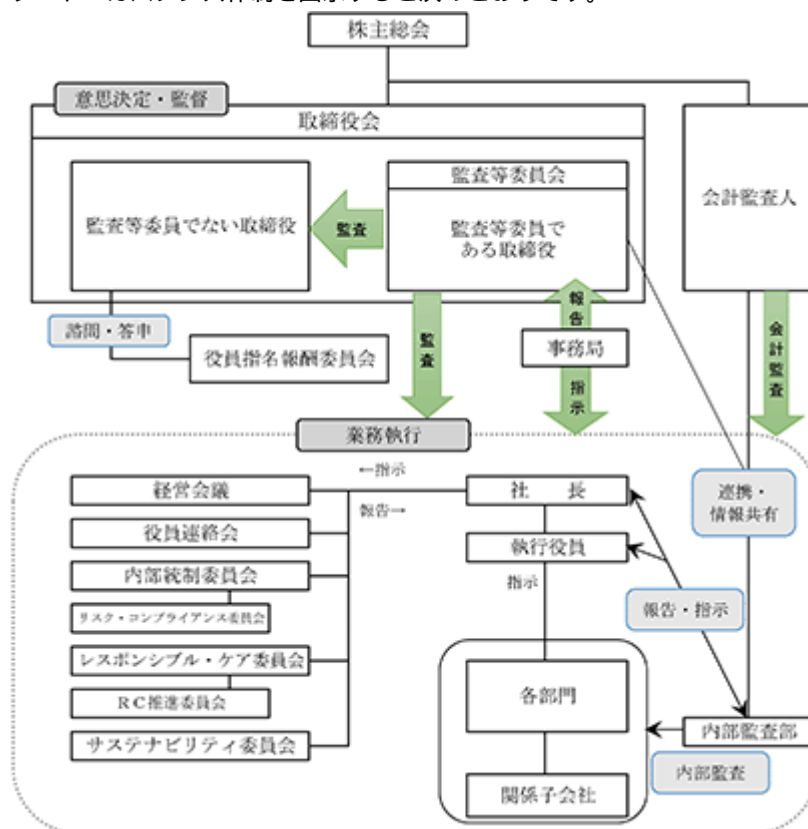 株主総会
意思決定・監督
取締役会
監査等委員会
会計監査人
監査等委員でない取締役
監査
監査等委員で
ある取締役
諮問・答申
役員指名報酬委員会
監査
報告
事務局
指示
会計監査
業務執行
←指示
経営会議
社 長
連携・
情報共有
報告→
役員連絡会
執行役員
内部統制委員会
指示
リスク・コンプライアンス委員会
報告・指示
レスポンシブル・ケア委員会
各部門
RC推進委員会
内部監査部
サステナビリティ委員会
内部監査
関係子会社